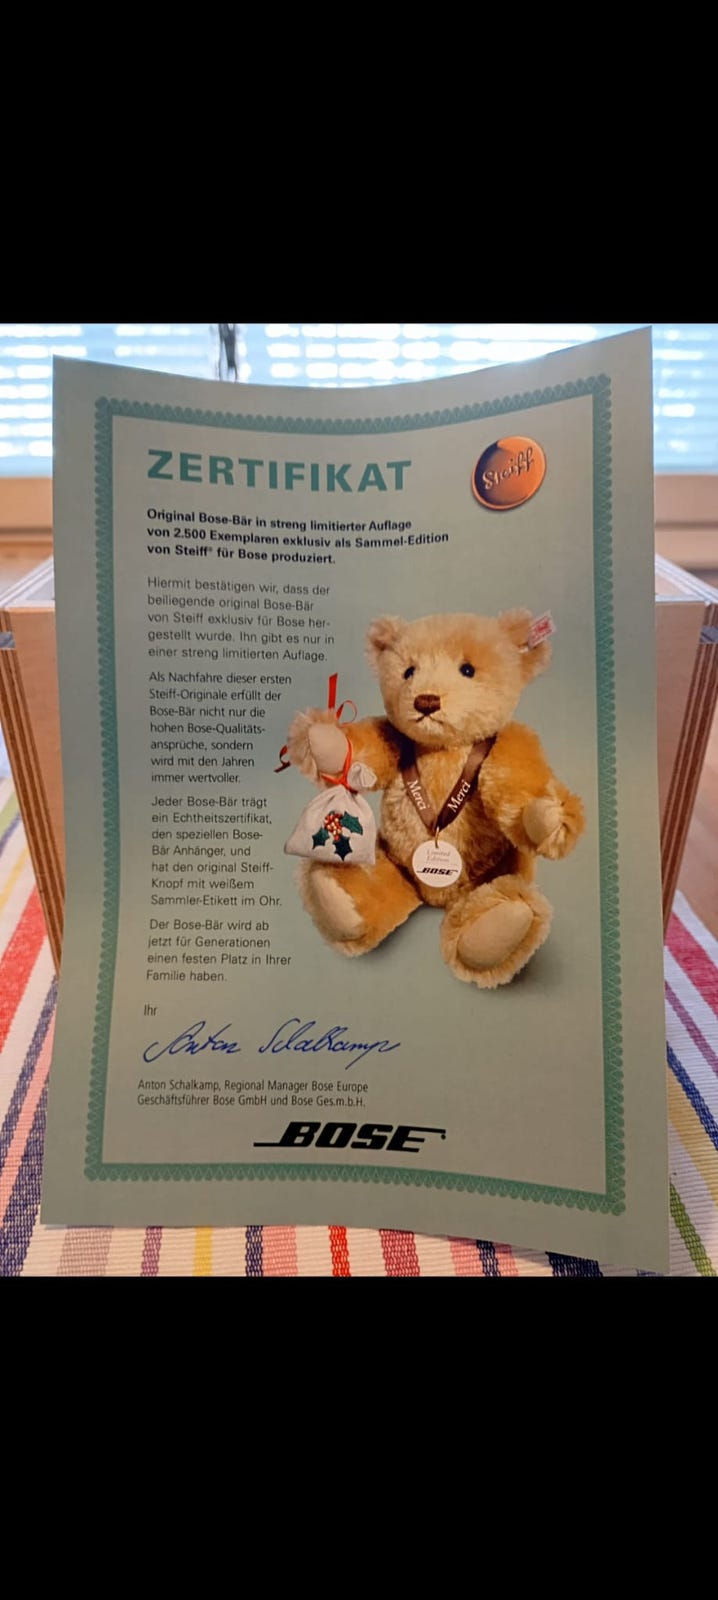 ZERTIFIKAT
Steiff
Original Bose-Bär in streng limitierter Auflage
von 2.500 Exemplaren exklusiv als Sammel-Edition
von Steiff® für Bose produziert.
Hiermit bestätigen wir, dass der
beiliegende original Bose-Bär
von Steiff exklusiv für Bose her-
gestellt wurde. Ihn gibt es nur in
einer streng limitierten Auflage.
Als Nachfahre dieser ersten
Steiff-Originale erfüllt der
Bose-Bär nicht nur die
hohen Bose-Qualitäts-
ansprüche, sondern
wird mit den Jahren
immer wertvoller.
Jeder Bose-Bär trägt
ein Echtheitszertifikat,
den speziellen Bose-
Bär Anhänger, und
hat den original Steiff-
Knopf mit weißem
Sammler-Etikett im Ohr.
Der Bose-Bär wird ab
jetzt für Generationen
einen festen Platz in Ihrer
Familie haben.
Merci
Merci
Limited
Edition
BOSE
Ihr
Anton Schalkamp
Anton Schalkamp, Regional Manager Bose Europe
Geschäftsführer Bose GmbH und Bose Ges.m.b.H.
BOSE